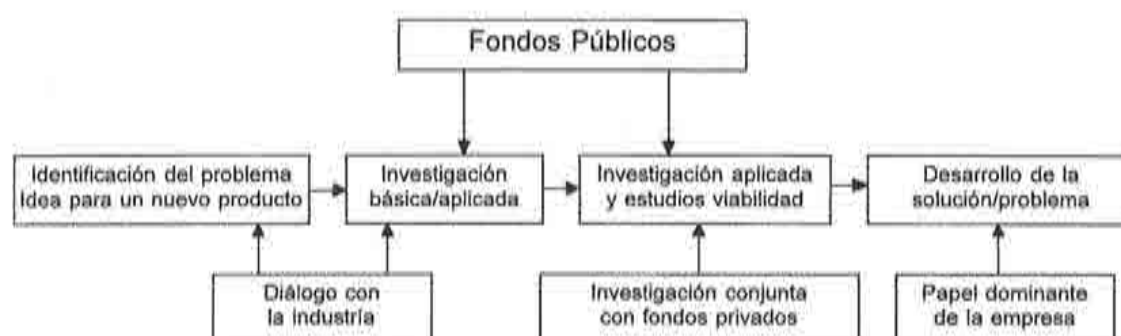 Fondos Públicos
Identificación del problema
Idea para un nuevo producto
Investigación
básica/aplicada
Investigación aplicada
y estudios viabilidad
Desarrollo de la
solución/problema
Diálogo con
la industria
Investigación conjunta
con fondos privados
Papel dominante
de la empresa